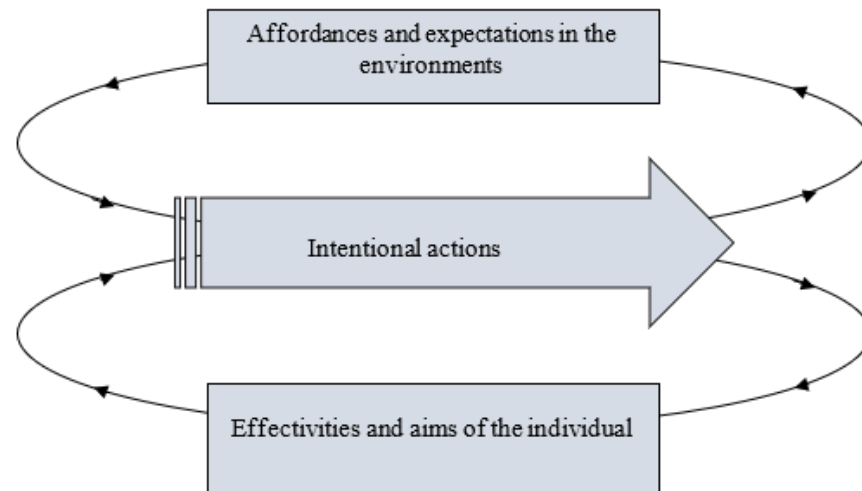 Affordances and expectations in the
environments
Intentional actions
Effectivities and aims of the individual